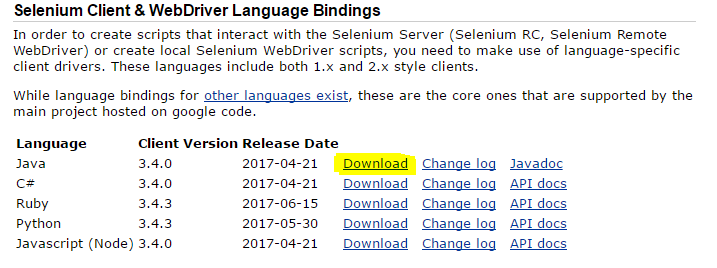 Selenium Client & WebDriver Language Bindings
In order to create scripts that interact with the Selenium Server (Selenium RC, Selenium Remote
WebDriver) or create local Selenium WebDriver scripts, you need to make use of language-specific
client drivers. These languages include both 1.x and 2.x style clients.
While language bindings for other languages exist, these are the core ones that are supported by the
main project hosted on google code.
Language Client Version Release Date
Java 3.4.0 2017-04-21 Download Change log Javadoc
C# 3.4.0 2017-04-21 Download Change log API docs
Ruby 3.4.3 2017-06-15 Download Change log API docs
Python 3.4.3 2017-05-30 Download Change log API docs
Javascript (Node) 3.4.0 2017-04-21 Download Change log API docs